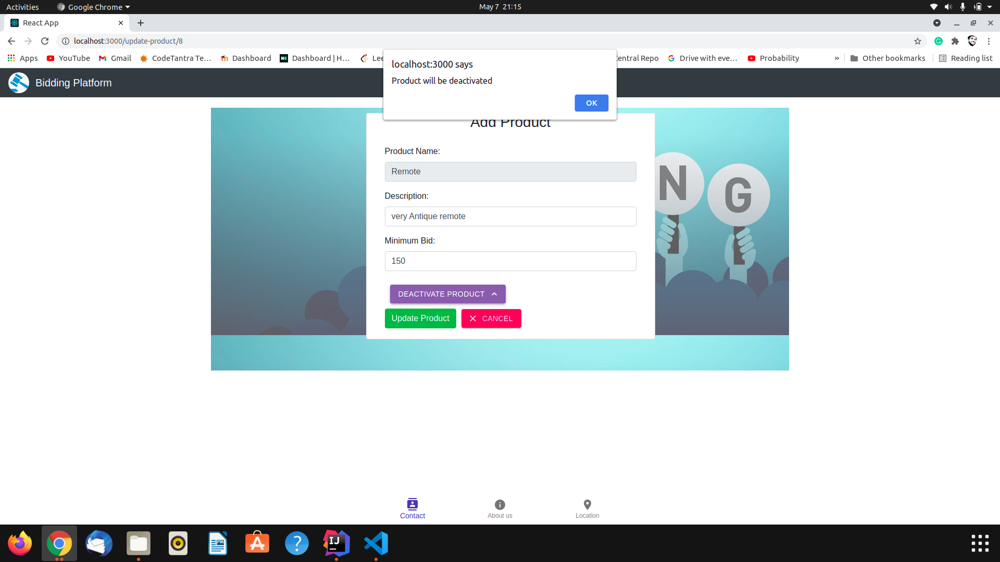 Activities
Google Chrome
May 7 21:15
React App
localhost:3000/update-product/8
Apps
YouTube
Gmail
CodeTantra Te...
Dashboard
Dashboard | H...
Lee
Central Repo
Drive with eve...
Probability
»
Other bookmarks
Reading list
localhost:3000 says
Product will be deactivated
OK
Bidding Platform
Add Product
Product Name:
Remote
Description:
very Antique remote
Minimum Bid:
150
DEACTIVATE PRODUCT
Update Product
CANCEL
N
G
Contact
About us
Location
IJ